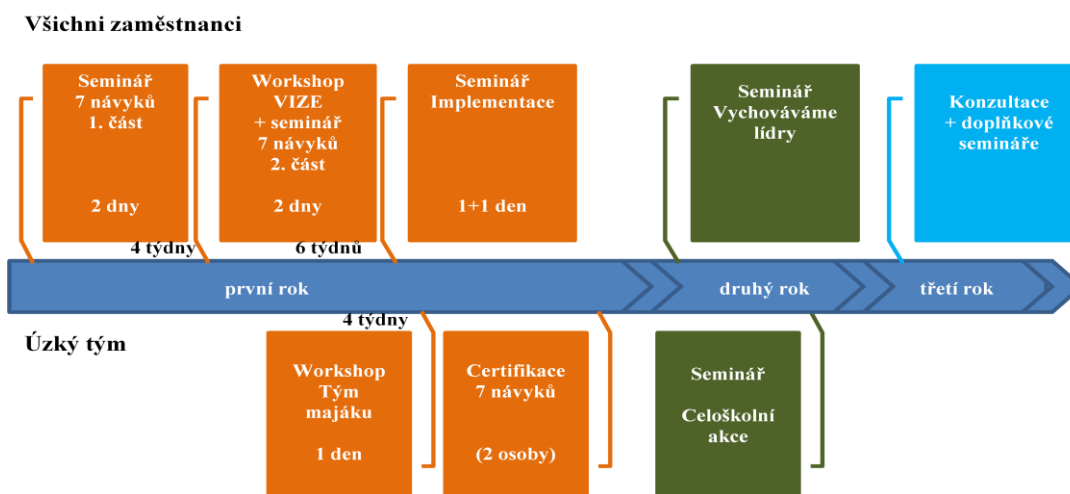 Všichni zaměstnanci
Seminář
7 návyků
1. část
2 dny
Workshop
VIZE
+ seminář
7 návyků
2. část
2 dny
Seminář
Implementace
1+1 den
Seminář
Vychováváme
lídry
Konzultace
+ doplňkové
semináře
4 týdny
6 týdnů
první rok
druhý rok
třetí rok
4 týdny
Úzký tým
Workshop
Tým
majáku
1 den
Certifikace
7 návyků
(2 osoby)
Seminář
Celoškolní
akce